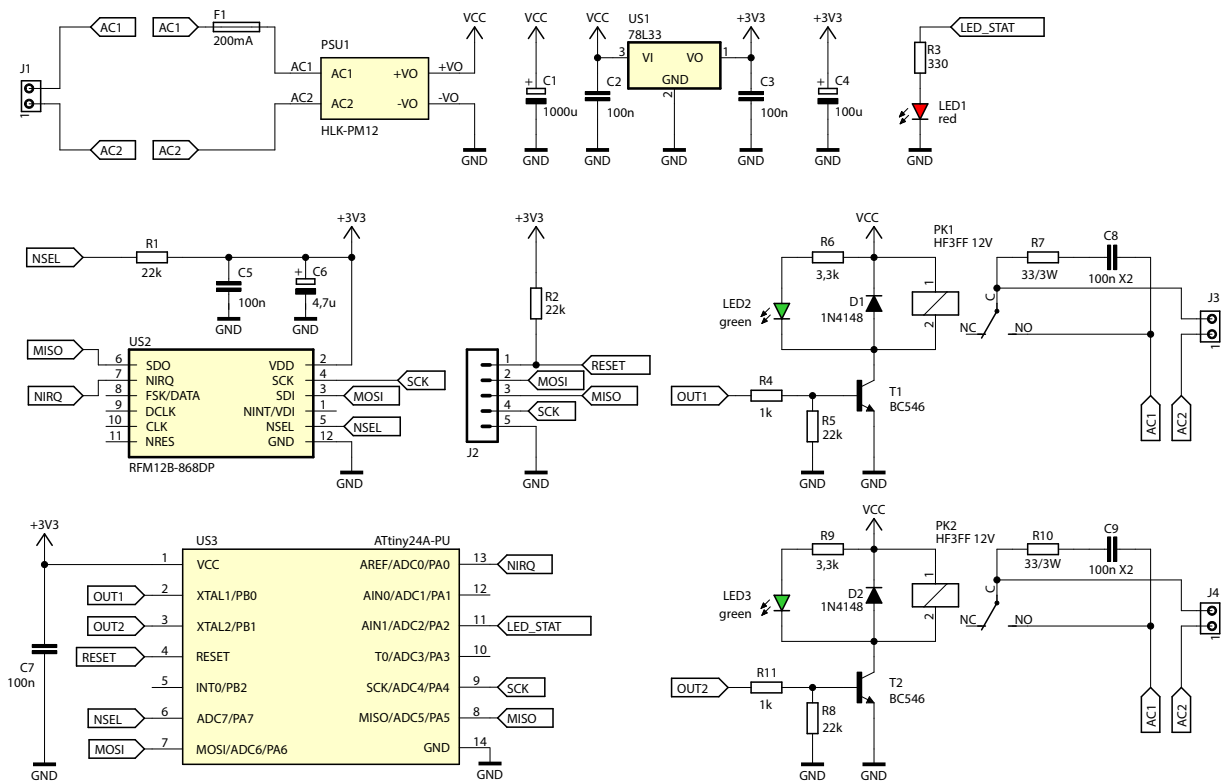 AC1
AC1
F1
200mA
J1
1
AC2
AC2
PSU1
AC1
AC1
+VO
+VO
AC2
AC2
-VO
-VO
HLK-PM12
VCC
GND
VCC
+
C1
1000u
GND
VCC
C2
100n
GND
US1
78L33
3
VI
VO
1
GND
2
GND
+3V3
C3
100n
GND
+3V3
+
C4
100u
GND
LED_STAT
R3
330
LED1
red
GND
NSEL
R1
22k
+3V3
C5
100n
GND
+
C6
4,7u
GND
US2
MISO
6
SDO
VDD
2
NIRQ
7
NIRQ
SCK
4
SCK
8
FSK/DATA
SDI
3
MOSI
9
DCLK
NINT/VDI
1
10
CLK
NSEL
5
NSEL
11
NRES
GND
12
RFM12B-868DP
GND
+3V3
R2
22k
1
RESET
2
MOSI
3
MISO
4
SCK
5
J2
GND
VCC
R6
3,3k
LED2
green
D1
1N4148
PK1
HF3FF 12V
1
2
OUT1
R4
1k
R5
22k
T1
BC546
GND
GND
R7
33/3W
C8
100n X2
C
NC
NO
J3
1
AC1
AC2
+3V3
C7
100n
GND
US3
ATtiny24A-PU
1
VCC
AREF/ADC0/PA0
13
NIRQ
OUT1
2
XTAL1/PB0
AIN0/ADC1/PA1
12
OUT2
3
XTAL2/PB1
AIN1/ADC2/PA2
11
LED_STAT
RESET
4
RESET
T0/ADC3/PA3
10
5
INT0/PB2
SCK/ADC4/PA4
9
SCK
NSEL
6
ADC7/PA7
MISO/ADC5/PA5
8
MISO
MOSI
7
MOSI/ADC6/PA6
GND
14
GND
VCC
R9
3,3k
LED3
green
D2
1N4148
PK2
HF3FF 12V
1
2
OUT2
R11
1k
R8
22k
T2
BC546
GND
GND
R10
33/3W
C9
100n X2
C
NC
NO
J4
1
AC1
AC2